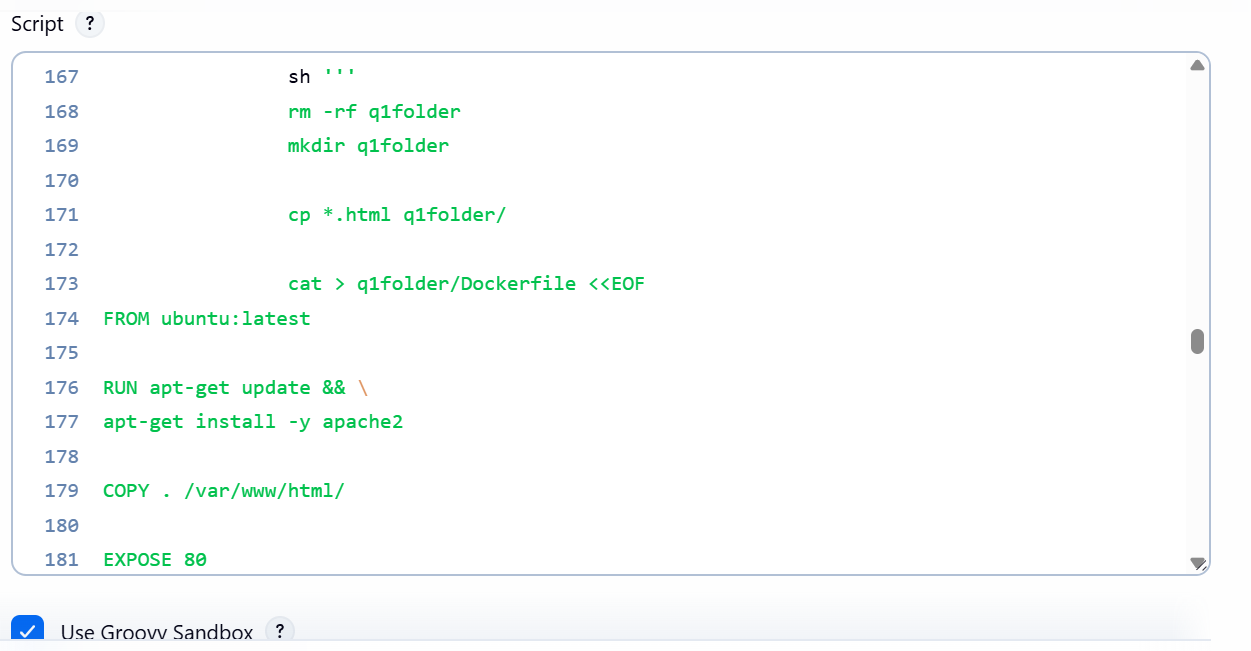 Script ?
167 sh '''
168 rm -rf q1folder
169 mkdir q1folder
170
171 cp *.html q1folder/
172
173 cat > q1folder/Dockerfile <<EOF
174 FROM ubuntu:latest
175
176 RUN apt-get update && \
177 apt-get install -y apache2
178
179 COPY . /var/www/html/
180
181 EXPOSE 80
Use Groovy Sandbox ?